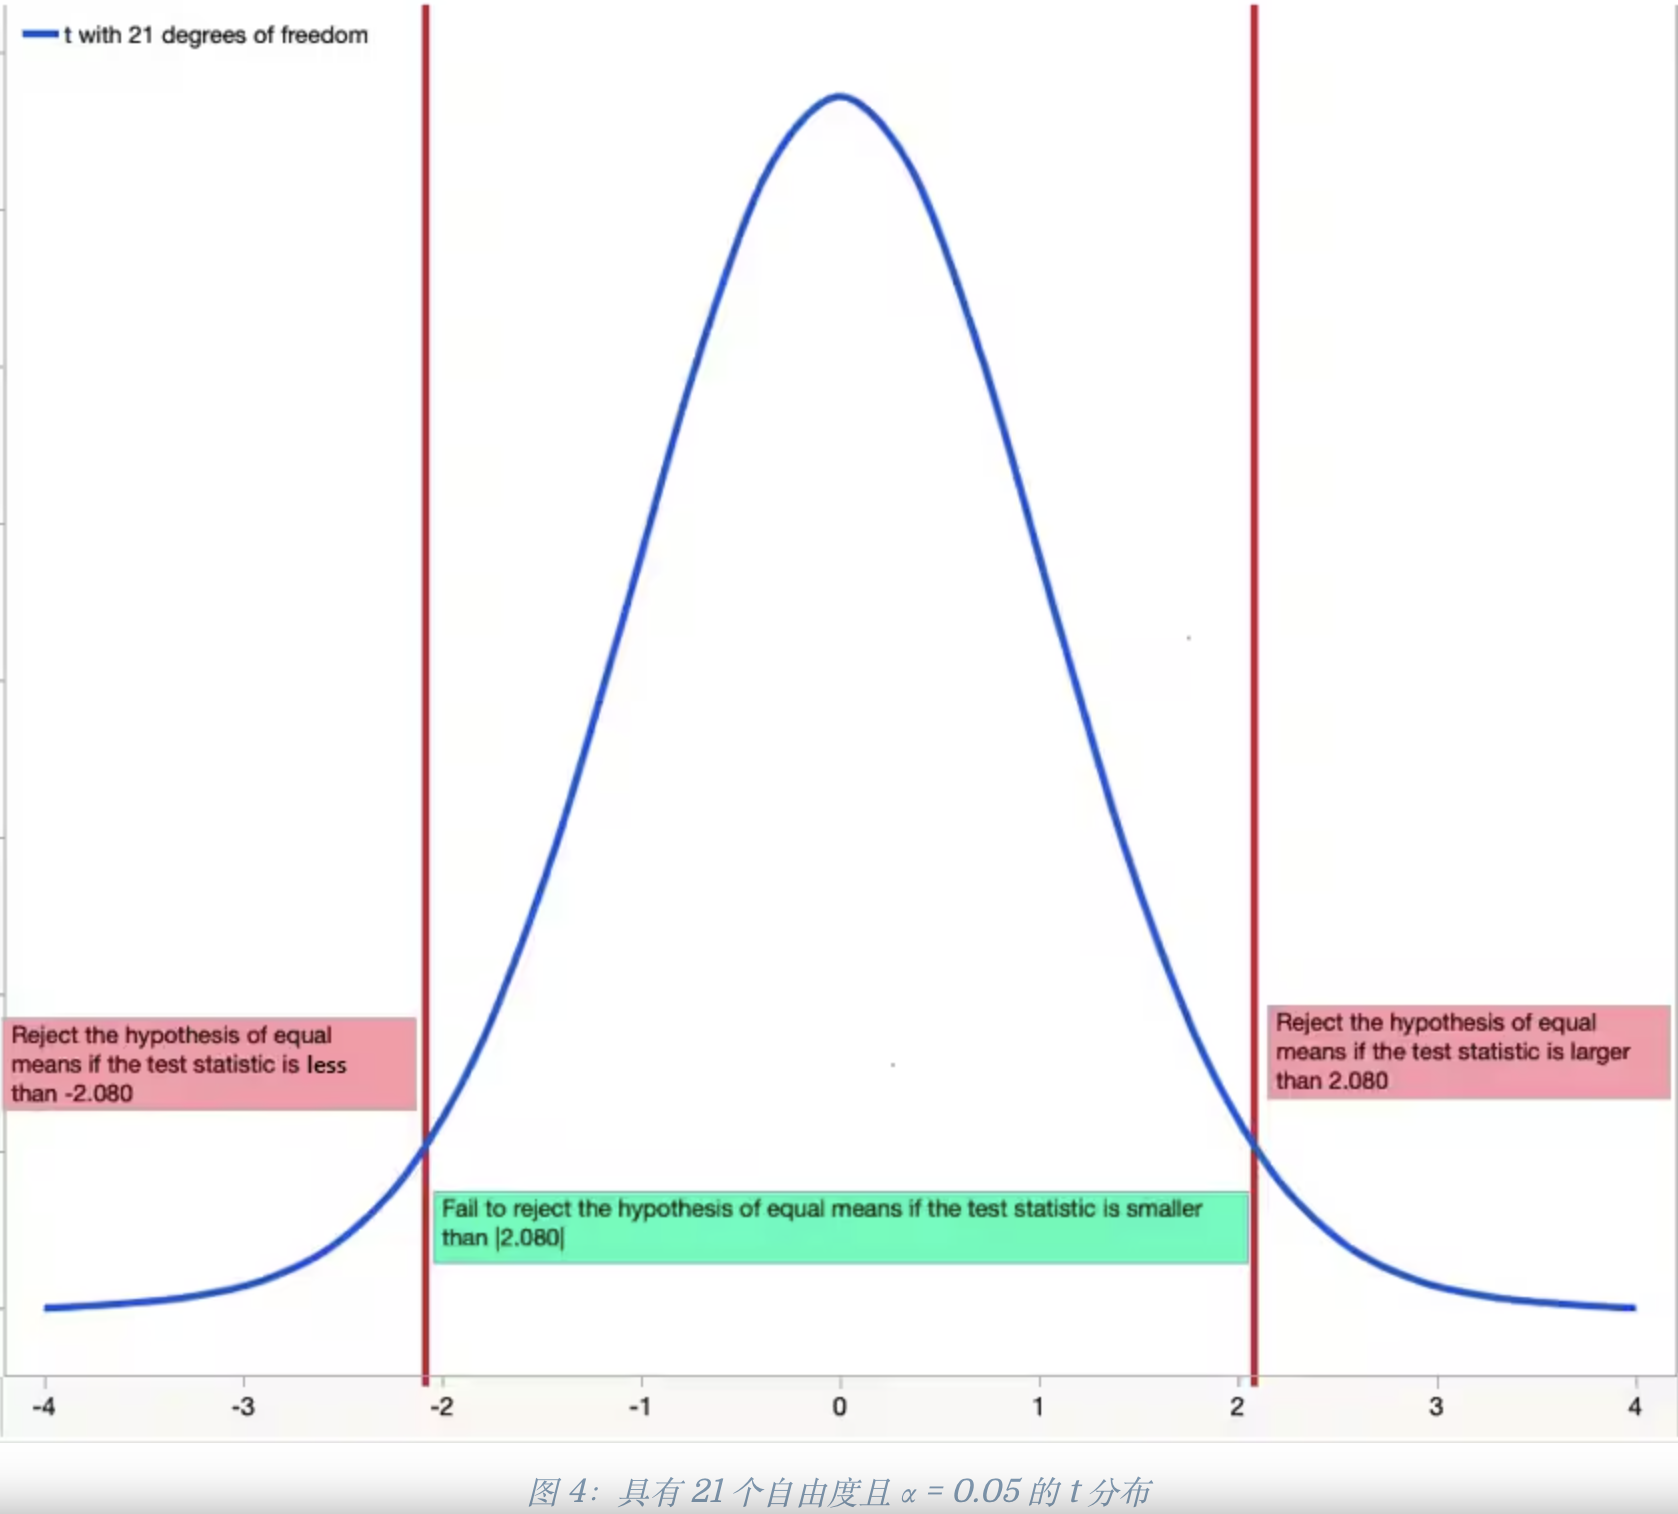 t with 21 degrees of freedom
Reject the hypothesis of equal
means if the test statistic is less
than -2.080
Reject the hypothesis of equal
means if the test statistic is larger
than 2.080
Fail to reject the hypothesis of equal means if the test statistic is smaller
than |2.080|
-4 -3 -2 -1 0 1 2 3 4
图 4：具有 21 个自由度且 α = 0.05 的 t 分布